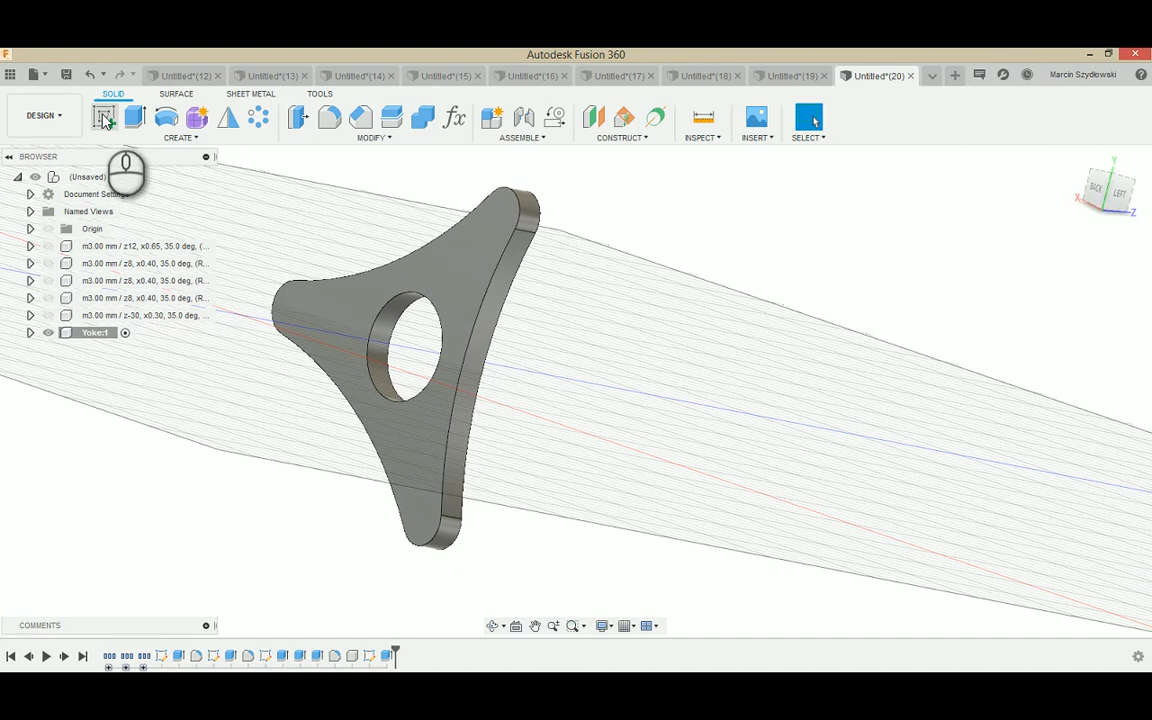 Autodesk Fusion 360
Untitled*(12) Untitled*(13) Untitled*(14) Untitled*(15) Untitled*(16) Untitled*(17) Untitled*(18) Untitled*(19) Untitled*(20) Marcin Szydłowski
SOLID SURFACE SHEET METAL TOOLS
DESIGN
CREATE MODIFY ASSEMBLE CONSTRUCT INSPECT INSERT SELECT
BROWSER
(Unsaved)
Document Settings
Named Views
Origin
m3.00 mm / z12, x0.65, 35.0 deg, (...
m3.00 mm / z8, x0.40, 35.0 deg, (R...
m3.00 mm / z8, x0.40, 35.0 deg, (R...
m3.00 mm / z8, x0.40, 35.0 deg, (R...
m3.00 mm / z-30, x0.30, 35.0 deg, ...
Yoke:1
Y
BACK LEFT
X Z
COMMENTS